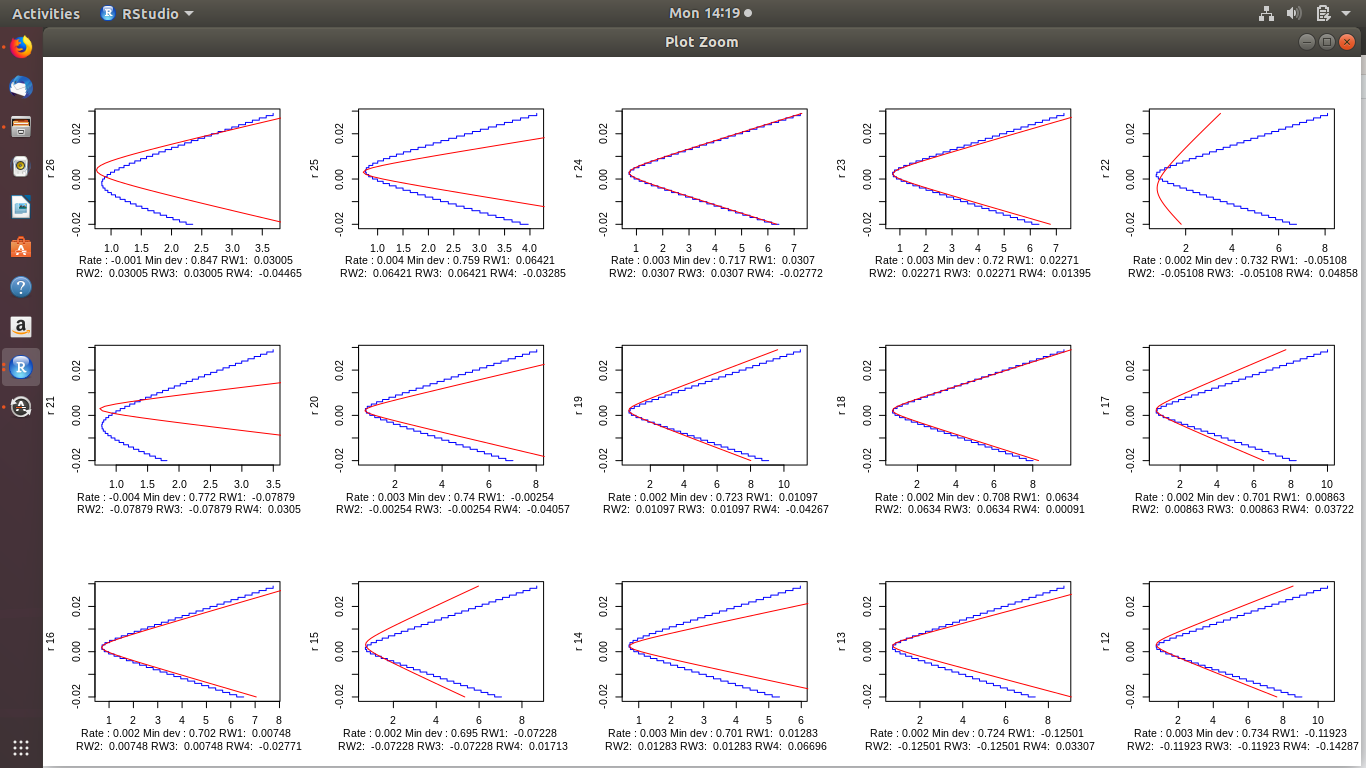 Activities RStudio Mon 14:19
Plot Zoom
r 26
0.02
0.00
-0.02
1.0 1.5 2.0 2.5 3.0 3.5
Rate : -0.001 Min dev : 0.847 RW1: 0.03005
RW2: 0.03005 RW3: 0.03005 RW4: -0.04465
r 25
0.02
0.00
-0.02
1.0 1.5 2.0 2.5 3.0 3.5 4.0
Rate : 0.004 Min dev : 0.759 RW1: 0.06421
RW2: 0.06421 RW3: 0.06421 RW4: -0.03285
r 24
0.02
0.00
-0.02
1 2 3 4 5 6 7
Rate : 0.003 Min dev : 0.717 RW1: 0.0307
RW2: 0.0307 RW3: 0.0307 RW4: -0.02772
r 23
0.02
0.00
-0.02
1 2 3 4 5 6 7
Rate : 0.003 Min dev : 0.72 RW1: 0.02271
RW2: 0.02271 RW3: 0.02271 RW4: 0.01395
r 22
0.02
0.00
-0.02
2 4 6 8
Rate : 0.002 Min dev : 0.732 RW1: -0.05108
RW2: -0.05108 RW3: -0.05108 RW4: 0.04858
r 21
0.02
0.00
-0.02
1.0 1.5 2.0 2.5 3.0 3.5
Rate : -0.004 Min dev : 0.772 RW1: -0.07879
RW2: -0.07879 RW3: -0.07879 RW4: 0.0305
r 20
0.02
0.00
-0.02
2 4 6 8
Rate : 0.003 Min dev : 0.74 RW1: -0.00254
RW2: -0.00254 RW3: -0.00254 RW4: -0.04057
r 19
0.02
0.00
-0.02
2 4 6 8 10
Rate : 0.002 Min dev : 0.723 RW1: 0.01097
RW2: 0.01097 RW3: 0.01097 RW4: -0.04267
r 18
0.02
0.00
-0.02
2 4 6 8
Rate : 0.002 Min dev : 0.708 RW1: 0.0634
RW2: 0.0634 RW3: 0.0634 RW4: 0.00091
r 17
0.02
0.00
-0.02
2 4 6 8 10
Rate : 0.002 Min dev : 0.701 RW1: 0.00863
RW2: 0.00863 RW3: 0.00863 RW4: 0.03722
r 16
0.02
0.00
-0.02
1 2 3 4 5 6 7 8
Rate : 0.002 Min dev : 0.702 RW1: 0.00748
RW2: 0.00748 RW3: 0.00748 RW4: -0.02771
r 15
0.02
0.00
-0.02
2 4 6 8
Rate : 0.002 Min dev : 0.695 RW1: -0.07228
RW2: -0.07228 RW3: -0.07228 RW4: 0.01713
r 14
0.02
0.00
-0.02
1 2 3 4 5 6
Rate : 0.003 Min dev : 0.701 RW1: 0.01283
RW2: 0.01283 RW3: 0.01283 RW4: 0.06696
r 13
0.02
0.00
-0.02
2 4 6 8
Rate : 0.002 Min dev : 0.724 RW1: -0.12501
RW2: -0.12501 RW3: -0.12501 RW4: 0.03307
r 12
0.02
0.00
-0.02
2 4 6 8 10
Rate : 0.003 Min dev : 0.734 RW1: -0.11923
RW2: -0.11923 RW3: -0.11923 RW4: -0.14287